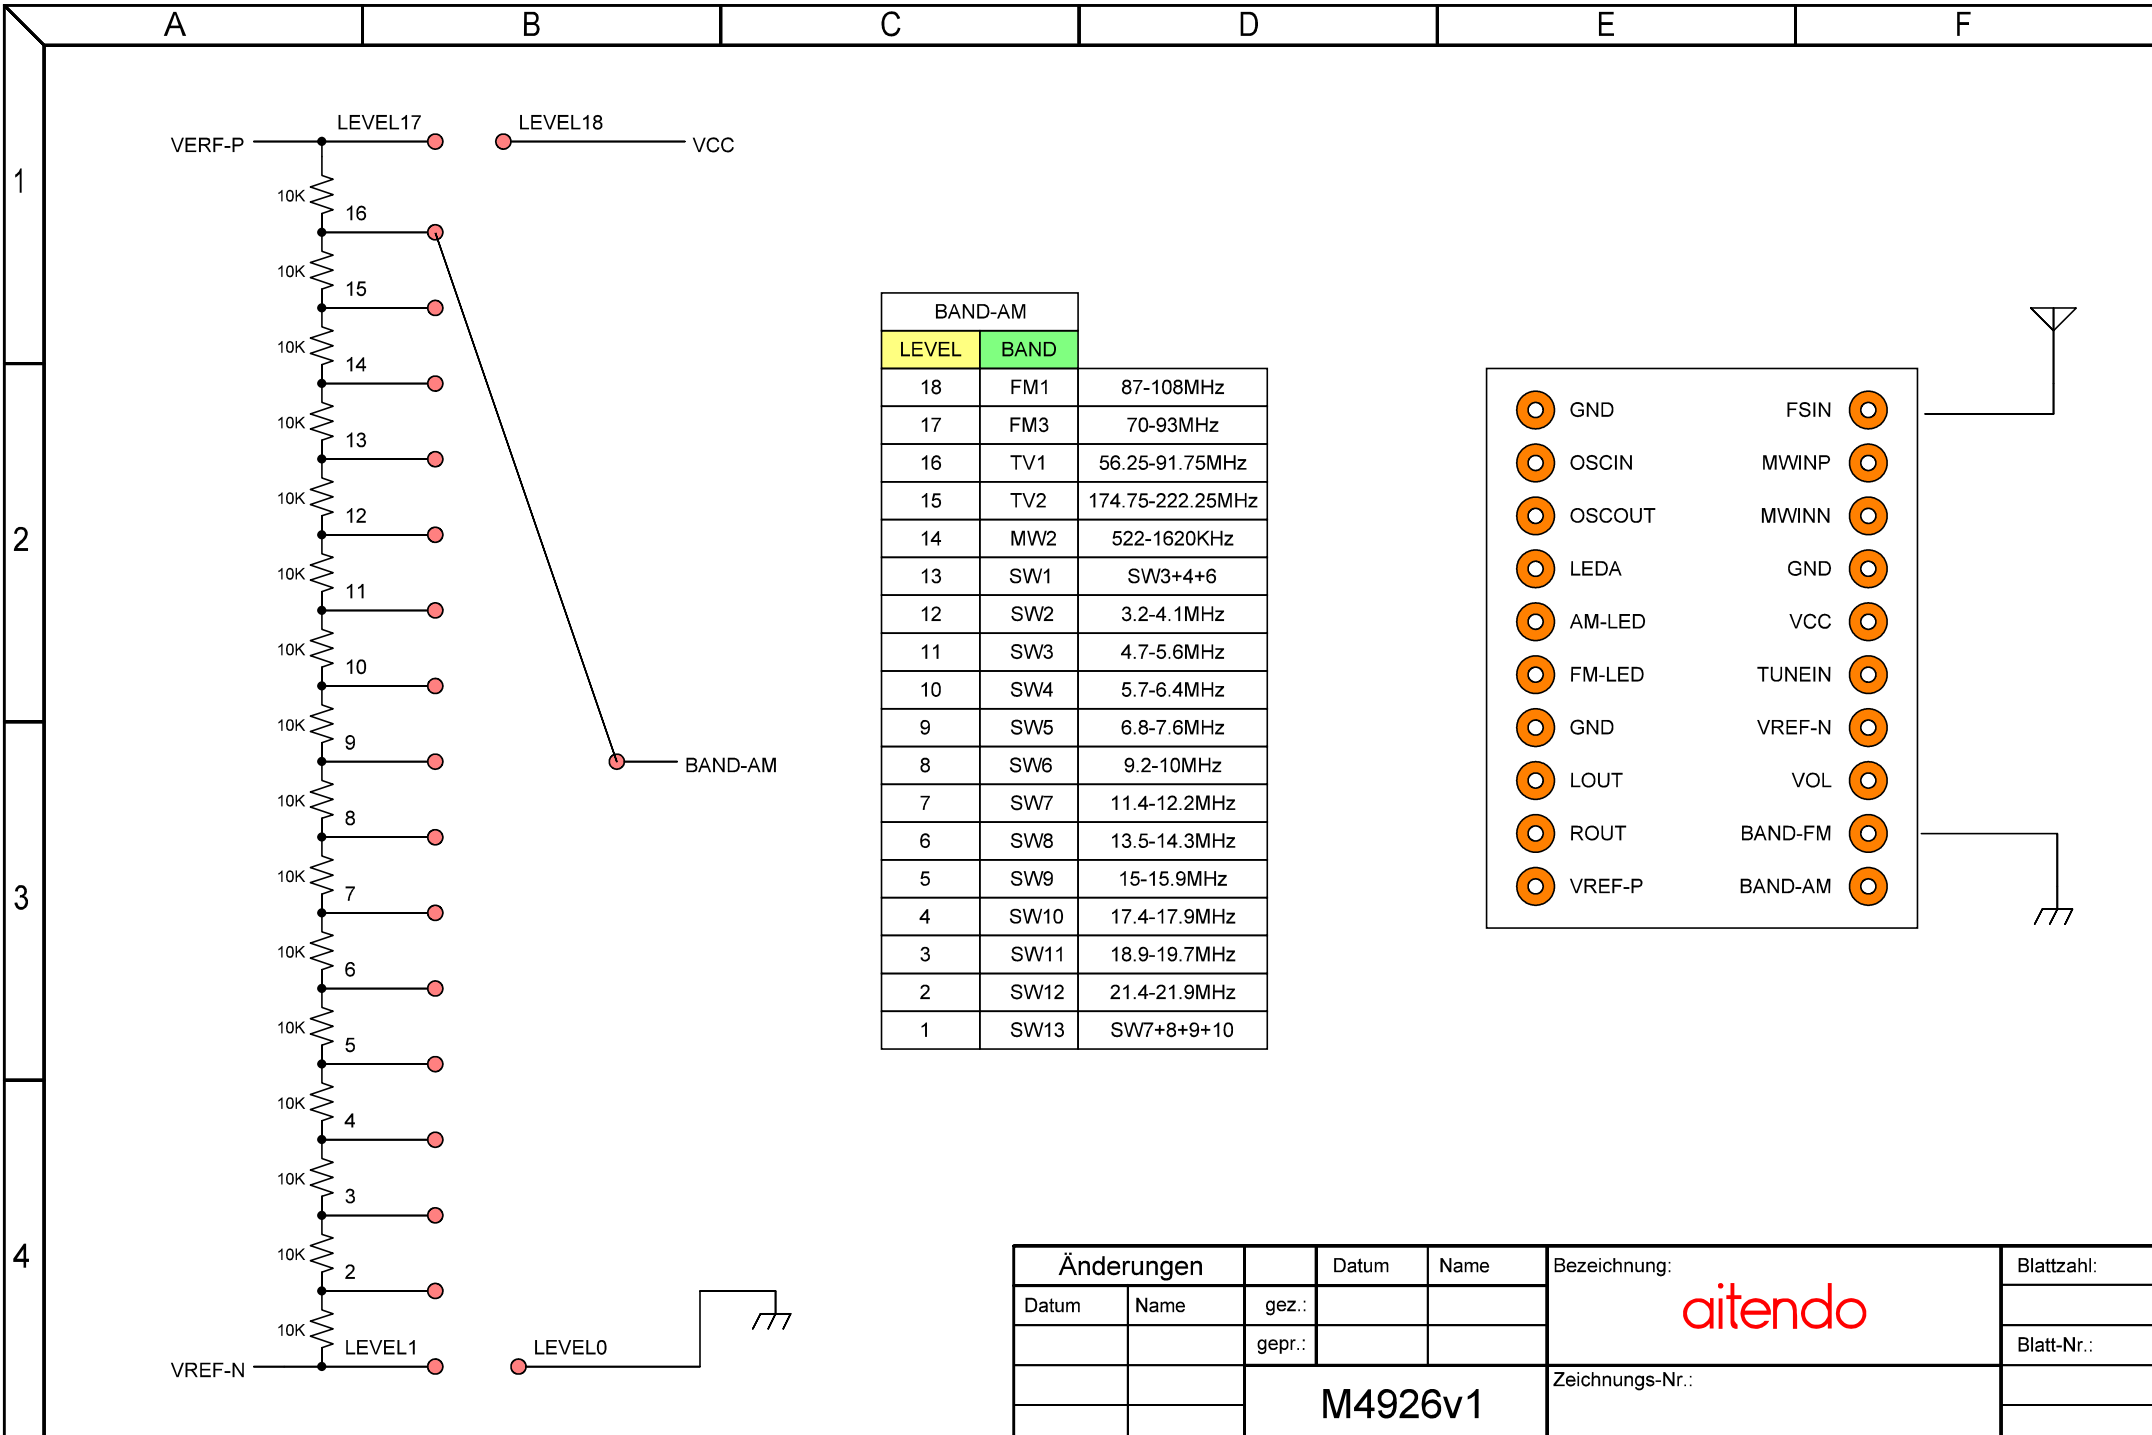 A B C D E F
1
2
3
4
LEVEL17
LEVEL18
VERF-P
VCC
10K
16
10K
15
10K
14
10K
13
10K
12
10K
11
10K
10
10K
9
BAND-AM
10K
8
10K
7
10K
6
10K
5
10K
4
10K
3
10K
2
10K
LEVEL1
LEVEL0
VREF-N
BAND-AM
LEVEL BAND
18 FM1 87-108MHz
17 FM3 70-93MHz
16 TV1 56.25-91.75MHz
15 TV2 174.75-222.25MHz
14 MW2 522-1620KHz
13 SW1 SW3+4+6
12 SW2 3.2-4.1MHz
11 SW3 4.7-5.6MHz
10 SW4 5.7-6.4MHz
9 SW5 6.8-7.6MHz
8 SW6 9.2-10MHz
7 SW7 11.4-12.2MHz
6 SW8 13.5-14.3MHz
5 SW9 15-15.9MHz
4 SW10 17.4-17.9MHz
3 SW11 18.9-19.7MHz
2 SW12 21.4-21.9MHz
1 SW13 SW7+8+9+10
GND FSIN
OSCIN MWINP
OSCOUT MWINN
LEDA GND
AM-LED VCC
FM-LED TUNEIN
GND VREF-N
LOUT VOL
ROUT BAND-FM
VREF-P BAND-AM
Änderungen Datum Name Bezeichnung: Blattzahl:
Datum Name gez.: aitendo
gepr.: Blatt-Nr.:
Zeichnungs-Nr.:
M4926v1